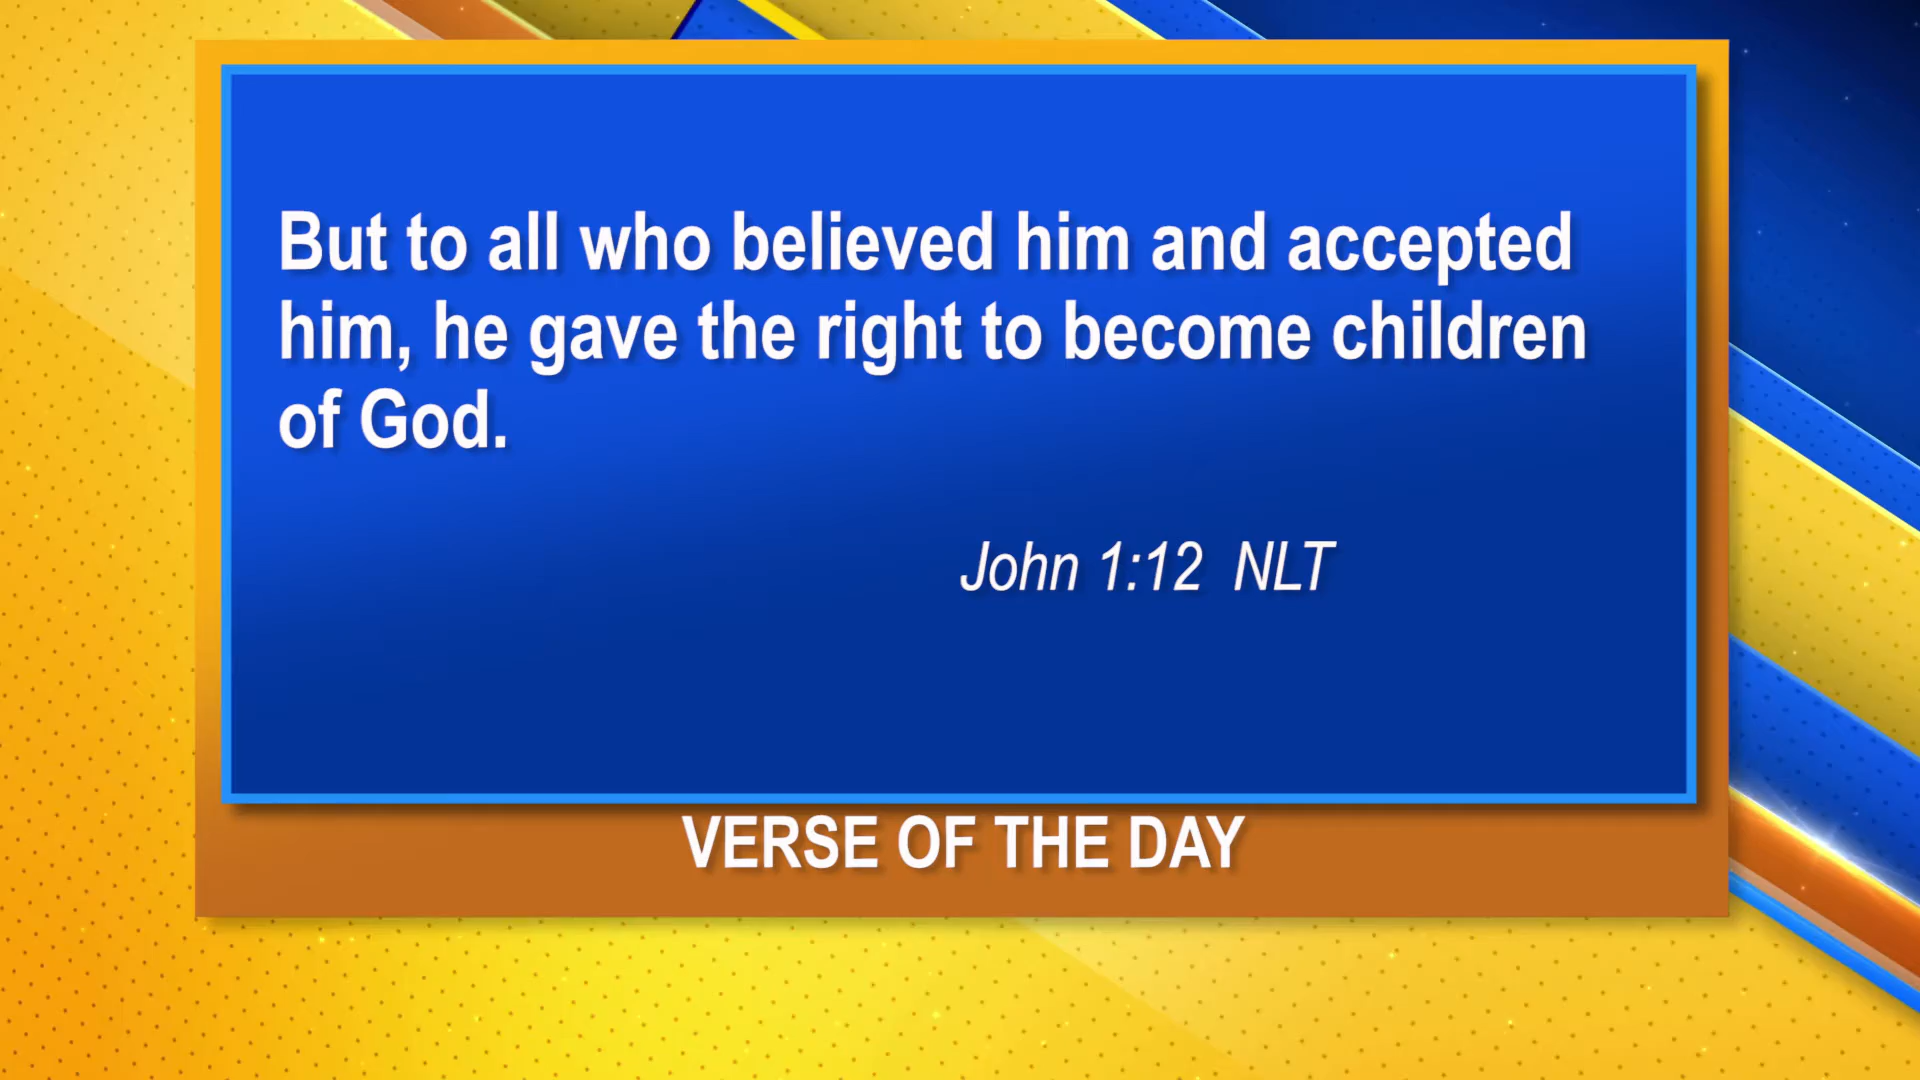 But to all who believed him and accepted
him, he gave the right to become children
of God.
John 1:12 NLT
VERSE OF THE DAY